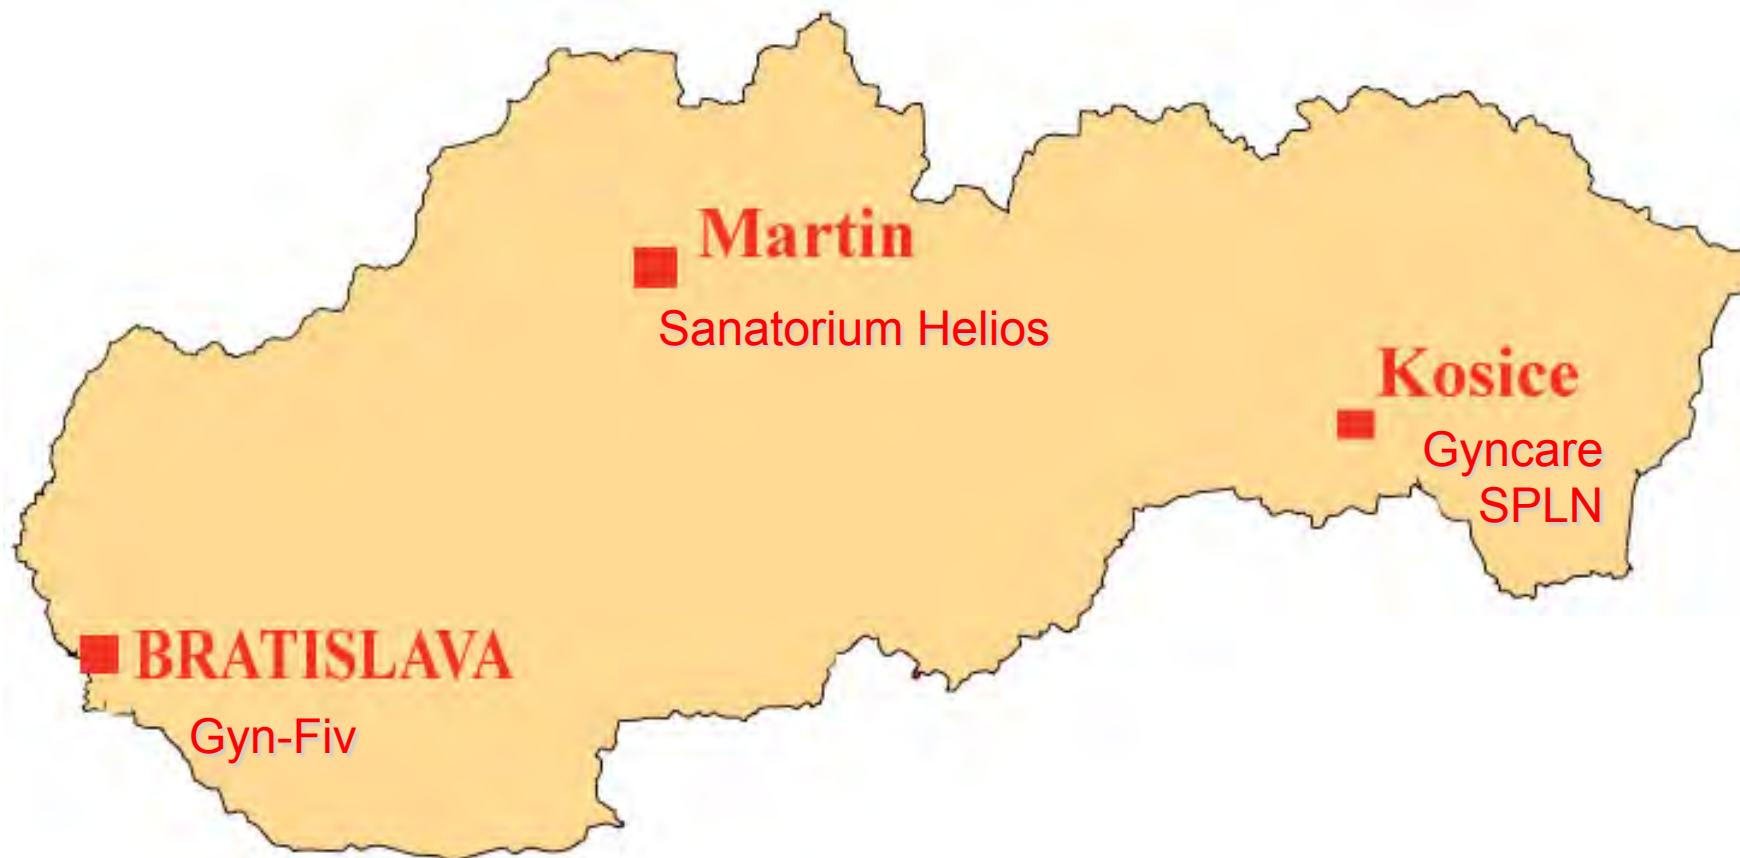 Martin
Sanatorium Helios
Kosice
Gyncare
SPLN
BRATISLAVA
Gyn-Fiv